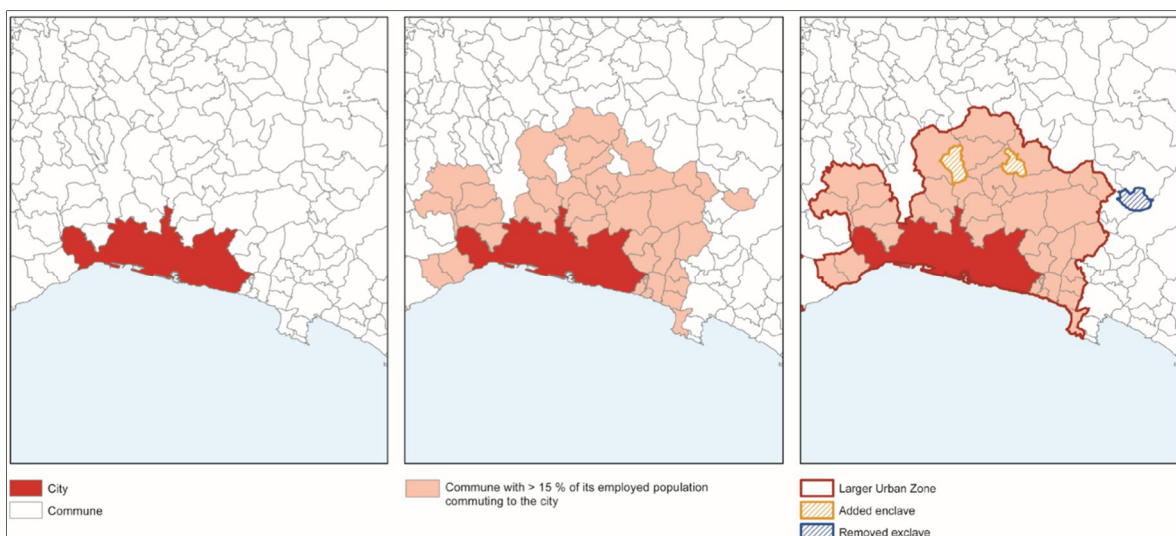 City
Commune
Commune with > 15 % of its employed population
commuting to the city
Larger Urban Zone
Added enclave
Removed exclave